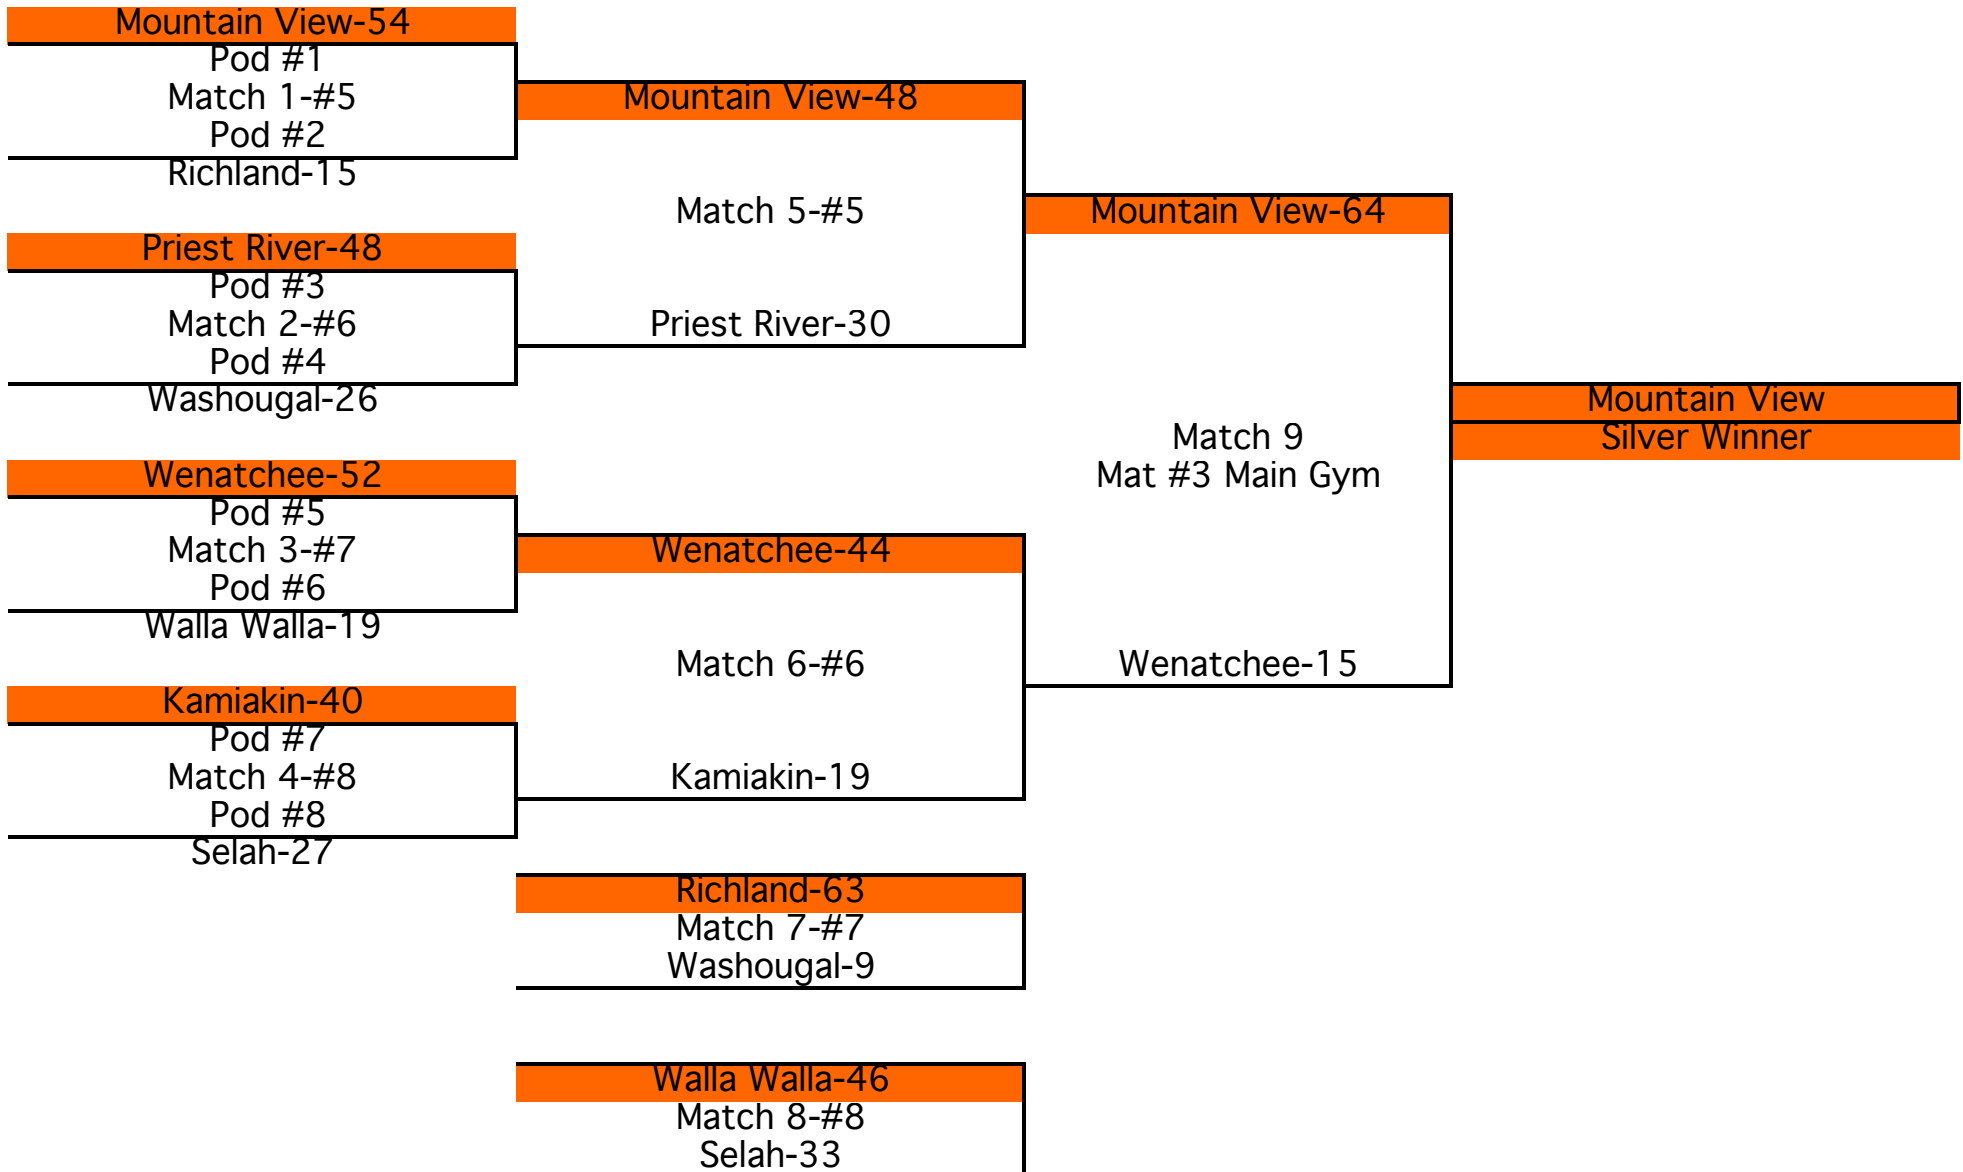 Mountain View-54
Pod #1
Match 1-#5
Pod #2
Richland-15
Priest River-48
Pod #3
Match 2-#6
Pod #4
Washougal-26
Wenatchee-52
Pod #5
Match 3-#7
Pod #6
Walla Walla-19
Kamiakin-40
Pod #7
Match 4-#8
Pod #8
Selah-27
Mountain View-48
Match 5-#5
Priest River-30
Wenatchee-44
Match 6-#6
Kamiakin-19
Richland-63
Match 7-#7
Washougal-9
Walla Walla-46
Match 8-#8
Selah-33
Mountain View-64
Match 9
Mat #3 Main Gym
Wenatchee-15
Mountain View
Silver Winner